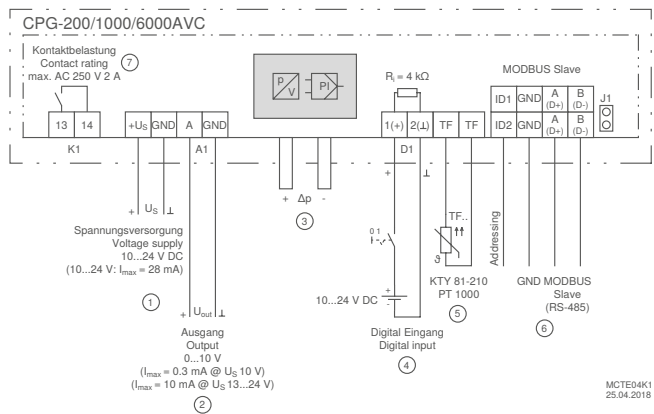 CPG-200/1000/6000AVC
Kontaktbelastung
Contact rating
max. AC 250 V 2 A
7
p
V
PI
Ri = 4 kΩ
MODBUS Slave
ID1 GND A (D+) B (D-) J1
13 14
+US GND A GND
1(+) 2(⊥) TF TF
ID2 GND A (D+) B (D-)
K1
A1
D1
+ US ⊥
+ Δp -
3
+ ⊥
Spannungsversorgung
Voltage supply
10...24 V DC
(10...24 V: Imax = 28 mA)
1
0 1
TF..
ϑ
KTY 81-210
PT 1000
5
Addressing
GND MODBUS
Slave
(RS-485)
6
+
10...24 V DC
-
+ Uout ⊥
Ausgang
Output
0...10 V
(Imax = 0.3 mA @ US 10 V)
(Imax = 10 mA @ US 13...24 V)
2
Digital Eingang
Digital input
4
MCTE04K1
25.04.2018